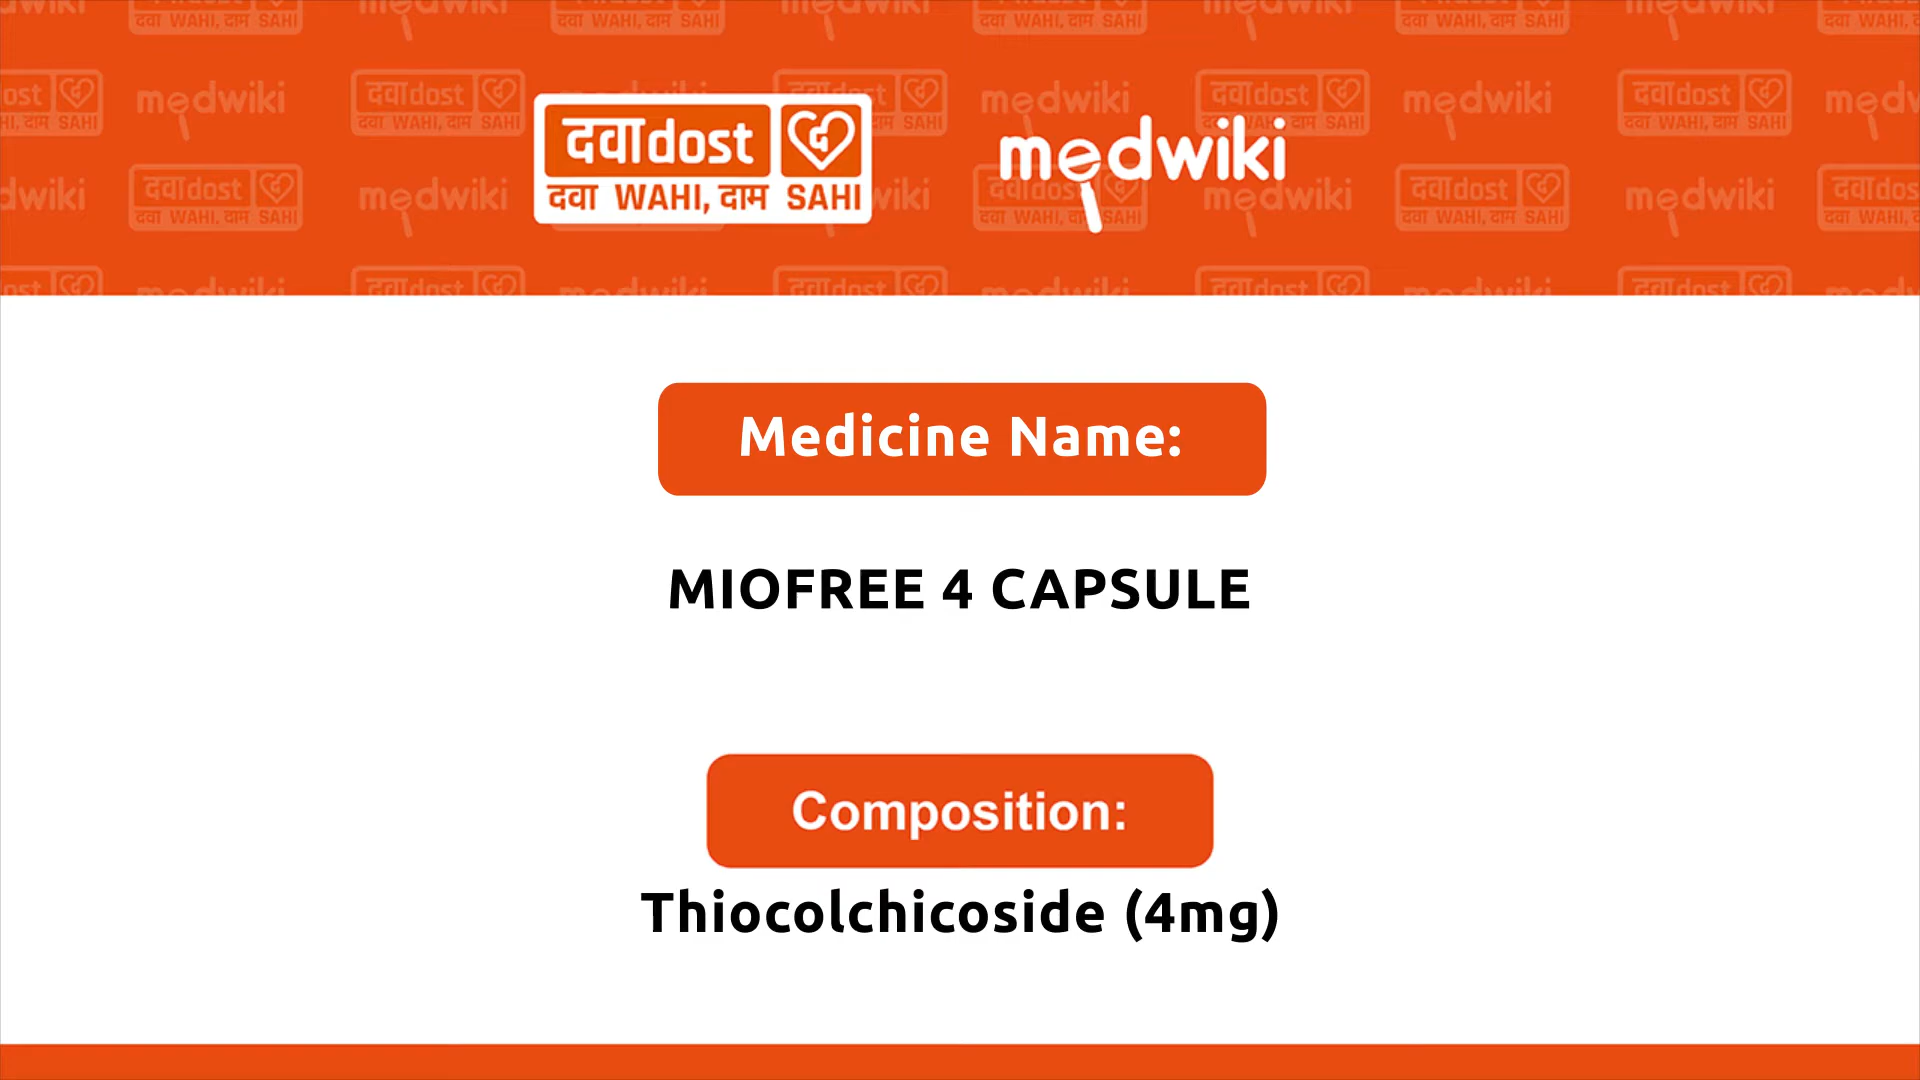 दवाdost
दवा WAHI, दाम SAHI
medwiki
Medicine Name:
MIOFREE 4 CAPSULE
Composition:
Thiocolchicoside (4mg)